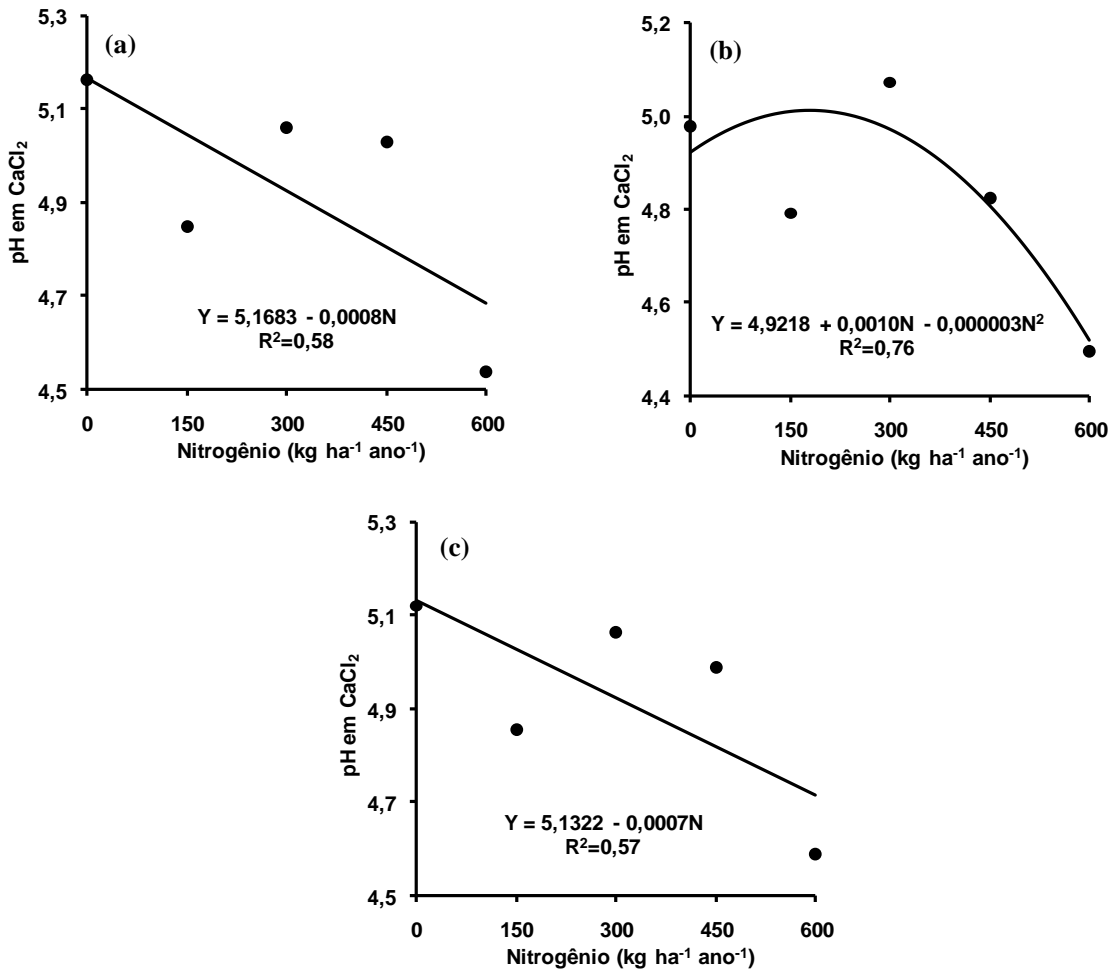 (a)
5,3
5,1
4,9
4,7
4,5
pH em CaCl₂
Y = 5,1683 - 0,0008N
R²=0,58
0 150 300 450 600
Nitrogênio (kg ha⁻¹ ano⁻¹)
(b)
5,2
5,0
4,8
4,6
4,4
pH em CaCl₂
Y = 4,9218 + 0,0010N - 0,000003N²
R²=0,76
0 150 300 450 600
Nitrogênio (kg ha⁻¹ ano⁻¹)
(c)
5,3
5,1
4,9
4,7
4,5
pH em CaCl₂
Y = 5,1322 - 0,0007N
R²=0,57
0 150 300 450 600
Nitrogênio (kg ha⁻¹ ano⁻¹)